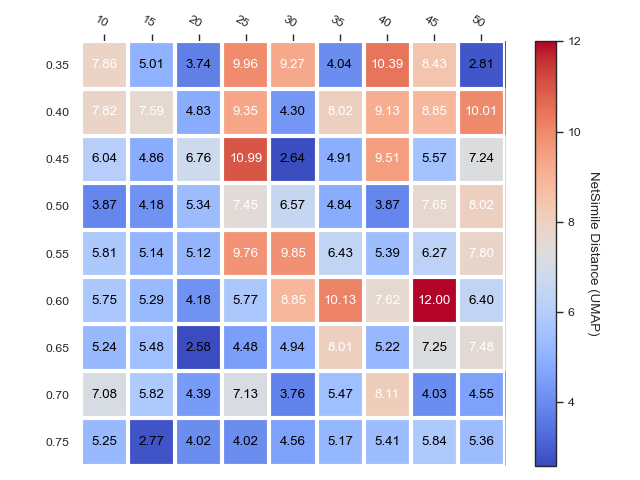 10 15 20 25 30 35 40 45 50
0.35 7.86 5.01 3.74 9.96 9.27 4.04 10.39 8.43 2.81
0.40 7.82 7.59 4.83 9.35 4.30 8.02 9.13 8.85 10.01
0.45 6.04 4.86 6.76 10.99 2.64 4.91 9.51 5.57 7.24
0.50 3.87 4.18 5.34 7.45 6.57 4.84 3.87 7.65 8.02
0.55 5.81 5.14 5.12 9.76 9.85 6.43 5.39 6.27 7.80
0.60 5.75 5.29 4.18 5.77 8.85 10.13 7.62 12.00 6.40
0.65 5.24 5.48 2.58 4.48 4.94 8.01 5.22 7.25 7.48
0.70 7.08 5.82 4.39 7.13 3.76 5.47 8.11 4.03 4.55
0.75 5.25 2.77 4.02 4.02 4.56 5.17 5.41 5.84 5.36
12
10
8
6
4
NetSimile Distance (UMAP)